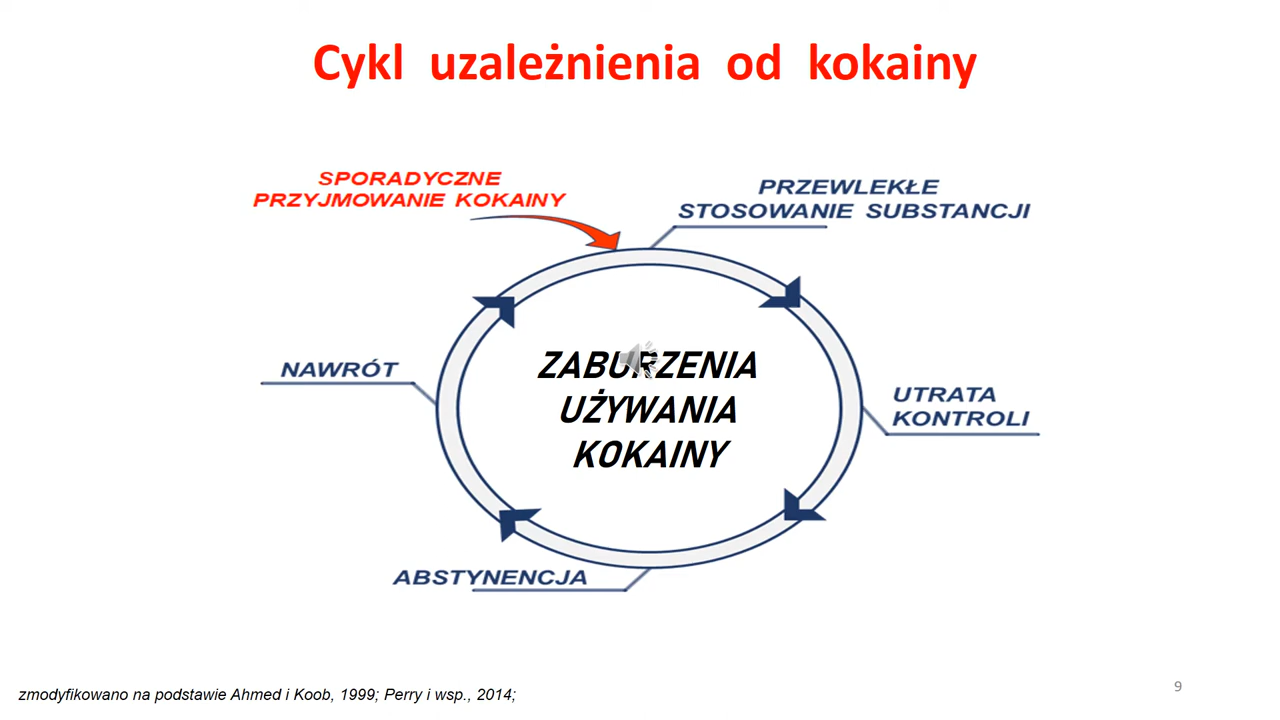 Cykl uzależnienia od kokainy
SPORADYCZNE
PRZYJMOWANIE KOKAINY
PRZEWLEKŁE
STOSOWANIE SUBSTANCJI
NAWRÓT
ZABURZENIA
UŻYWANIA
KOKAINY
UTRATA
KONTROLI
ABSTYNENCJA
zmodyfikowano na podstawie Ahmed i Koob, 1999; Perry i wsp., 2014;
9